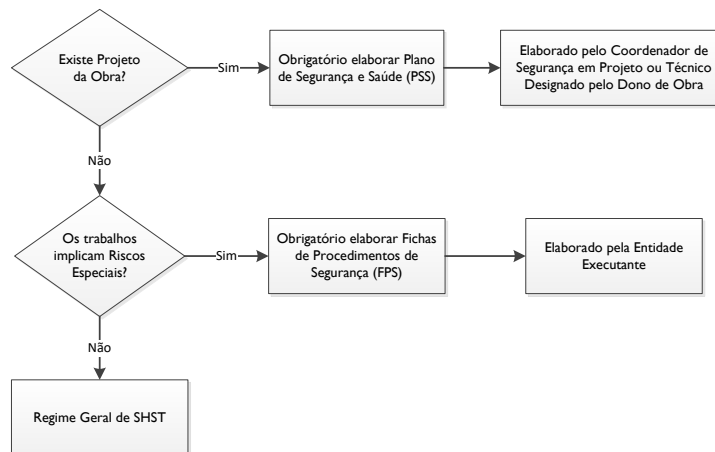 Existe Projeto
da Obra?
Sim
Obrigatório elaborar Plano
de Segurança e Saúde (PSS)
Elaborado pelo Coordenador de
Segurança em Projeto ou Técnico
Designado pelo Dono de Obra
Não
Os trabalhos
implicam Riscos
Especiais?
Sim
Obrigatório elaborar Fichas
de Procedimentos de
Segurança (FPS)
Elaborado pela Entidade
Executante
Não
Regime Geral de SHST